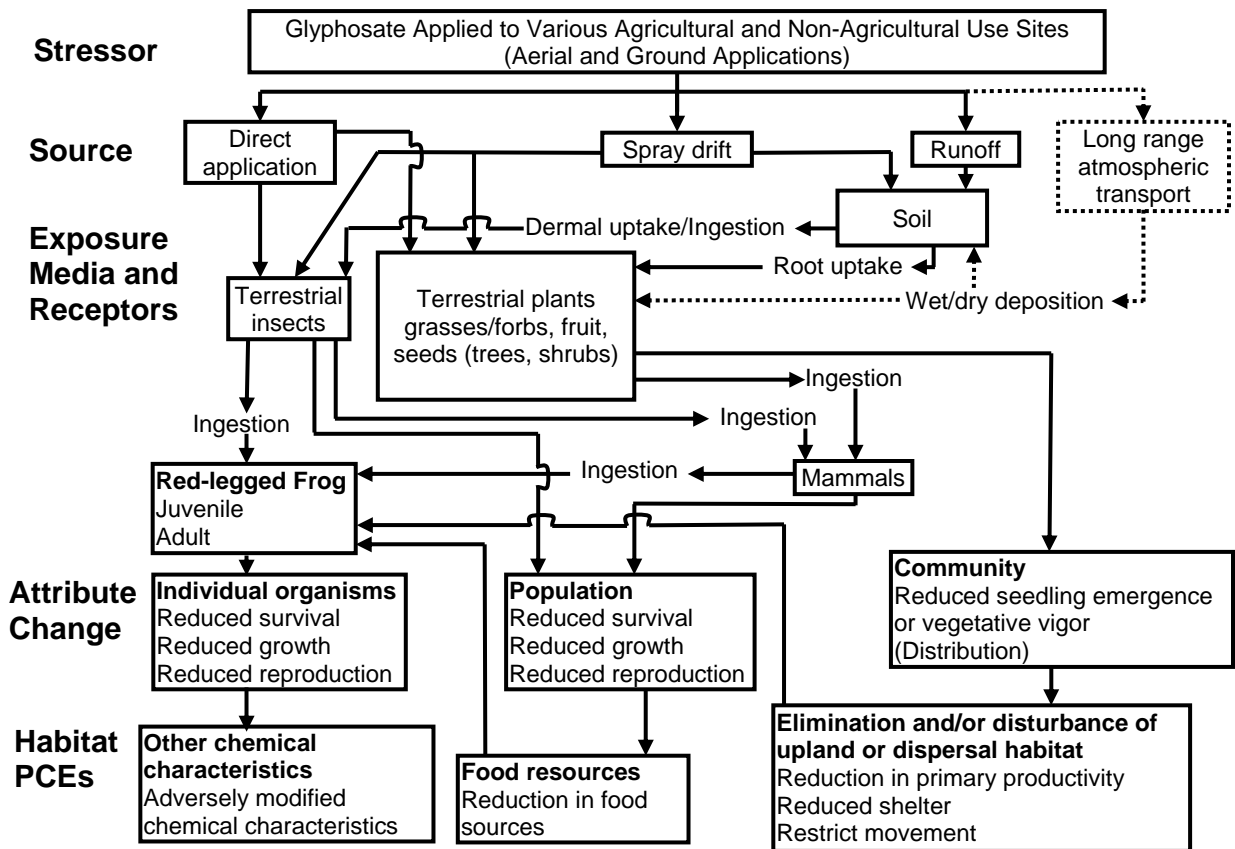 Stressor
Glyphosate Applied to Various Agricultural and Non-Agricultural Use Sites
(Aerial and Ground Applications)
Source
Direct
application
Spray drift
Runoff
Long range
atmospheric
transport
Exposure
Media and
Receptors
Dermal uptake/Ingestion
Soil
Root uptake
Wet/dry deposition
Terrestrial
insects
Terrestrial plants
grasses/forbs, fruit,
seeds (trees, shrubs)
Ingestion
Ingestion
Ingestion
Red-legged Frog
Juvenile
Adult
Ingestion
Mammals
Attribute
Change
Individual organisms
Reduced survival
Reduced growth
Reduced reproduction
Population
Reduced survival
Reduced growth
Reduced reproduction
Community
Reduced seedling emergence
or vegetative vigor
(Distribution)
Habitat
PCEs
Other chemical
characteristics
Adversely modified
chemical characteristics
Food resources
Reduction in food
sources
Elimination and/or disturbance of
upland or dispersal habitat
Reduction in primary productivity
Reduced shelter
Restrict movement